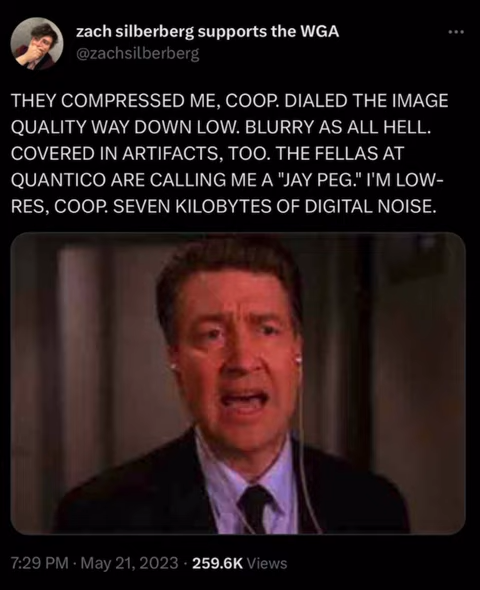 zach silberberg supports the WGA
@zachsilberberg
THEY COMPRESSED ME, COOP. DIALED THE IMAGE
QUALITY WAY DOWN LOW. BLURRY AS ALL HELL.
COVERED IN ARTIFACTS, TOO. THE FELLAS AT
QUANTICO ARE CALLING ME A "JAY PEG." I'M LOW-
RES, COOP. SEVEN KILOBYTES OF DIGITAL NOISE.
7:29 PM · May 21, 2023 · 259.6K Views